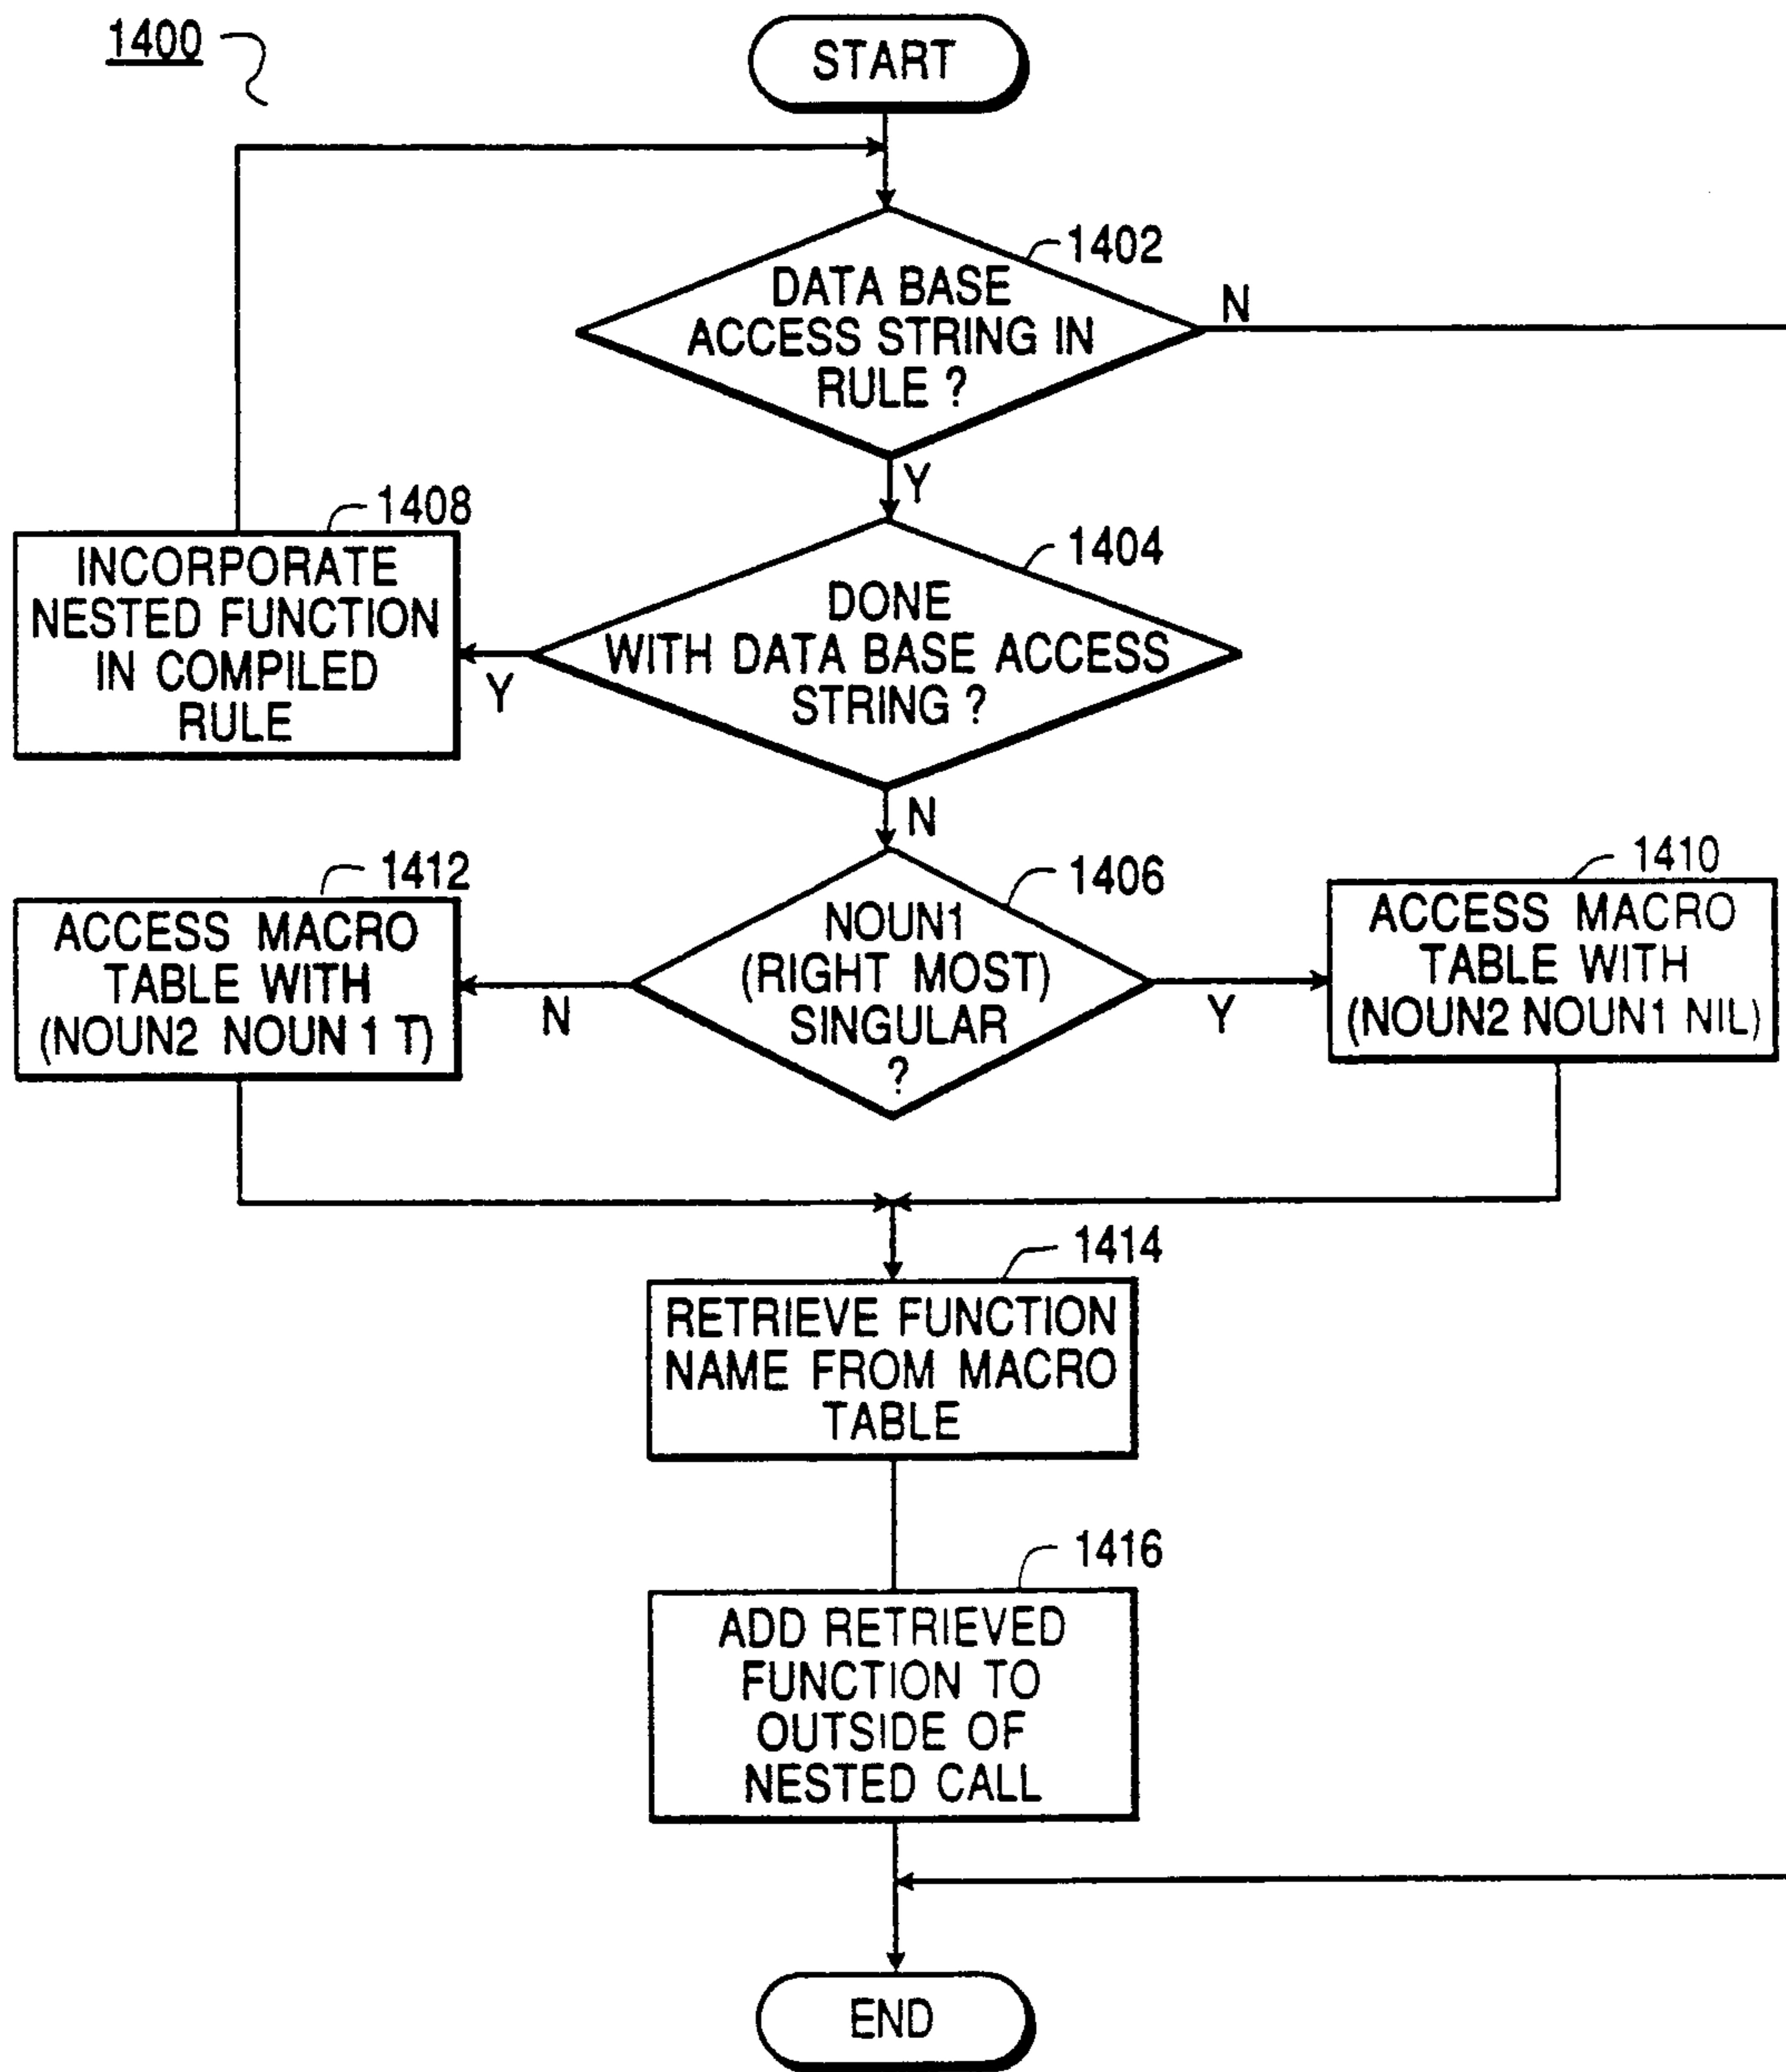 1400
START
1402
DATA BASE
ACCESS STRING IN
RULE ?
N
Y
1408
INCORPORATE
NESTED FUNCTION
IN COMPILED
RULE
1404
DONE
WITH DATA BASE ACCESS
STRING ?
Y
N
1412
ACCESS MACRO
TABLE WITH
(NOUN2 NOUN 1 T)
1406
NOUN1
(RIGHT MOST)
SINGULAR
?
N
Y
1410
ACCESS MACRO
TABLE WITH
(NOUN2 NOUN1 NIL)
1414
RETRIEVE FUNCTION
NAME FROM MACRO
TABLE
1416
ADD RETRIEVED
FUNCTION TO
OUTSIDE OF
NESTED CALL
END